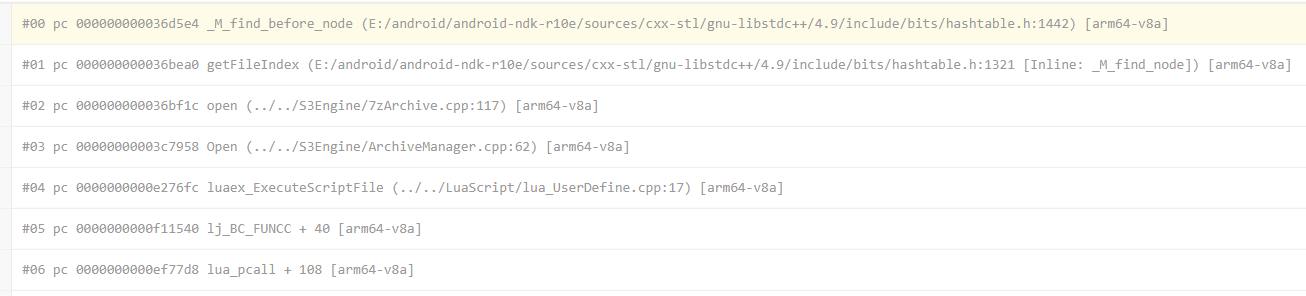 #00 pc 000000000036d5e4 _M_find_before_node (E:/android/android-ndk-r10e/sources/cxx-stl/gnu-libstdc++/4.9/include/bits/hashtable.h:1442) [arm64-v8a]
#01 pc 000000000036bea0 getFileIndex (E:/android/android-ndk-r10e/sources/cxx-stl/gnu-libstdc++/4.9/include/bits/hashtable.h:1321 [Inline: _M_find_node]) [arm64-v8a]
#02 pc 000000000036bf1c open (../../S3Engine/7zArchive.cpp:117) [arm64-v8a]
#03 pc 00000000003c7958 Open (../../S3Engine/ArchiveManager.cpp:62) [arm64-v8a]
#04 pc 0000000000e276fc luaex_ExecuteScriptFile (../../LuaScript/lua_UserDefine.cpp:17) [arm64-v8a]
#05 pc 0000000000f11540 lj_BC_FUNCC + 40 [arm64-v8a]
#06 pc 0000000000ef77d8 lua_pcall + 108 [arm64-v8a]